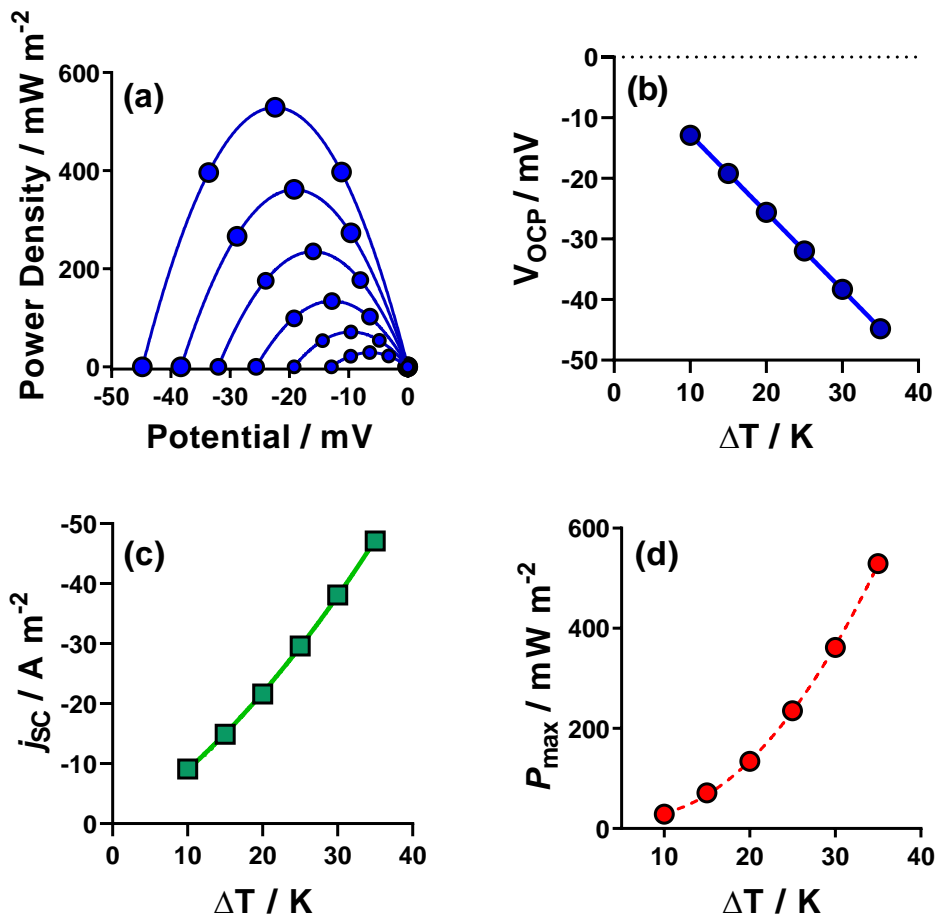 (a)
Power Density / mW m-2
600
400
200
0
-50 -40 -30 -20 -10 0
Potential / mV
(b)
VOCP / mV
0
-10
-20
-30
-40
-50
0 10 20 30 40
ΔT / K
(c)
jSC / A m-2
-50
-40
-30
-20
-10
0
0 10 20 30 40
ΔT / K
(d)
Pmax / mW m-2
600
400
200
0
10 20 30 40
ΔT / K